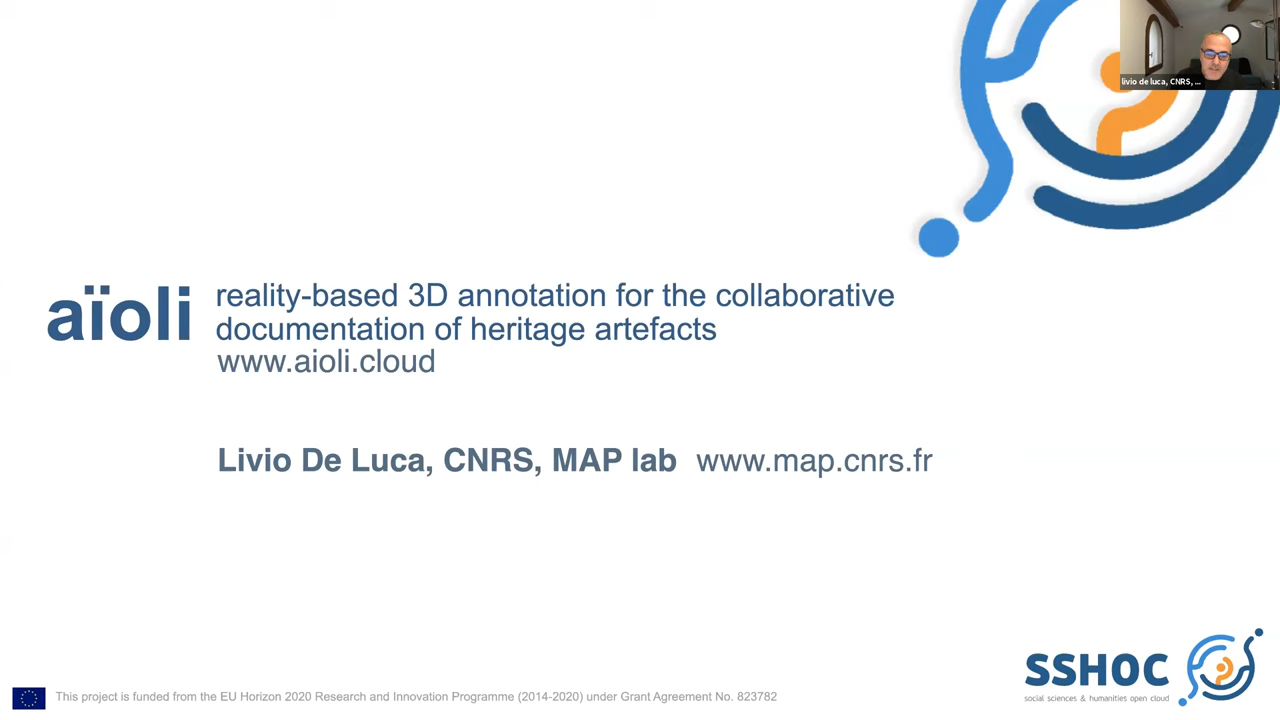 livio de luca, CNRS, ...
aïoli
reality-based 3D annotation for the collaborative
documentation of heritage artefacts
www.aioli.cloud
Livio De Luca, CNRS, MAP lab www.map.cnrs.fr
SSHOC
social sciences & humanities open cloud
This project is funded from the EU Horizon 2020 Research and Innovation Programme (2014-2020) under Grant Agreement No. 823782